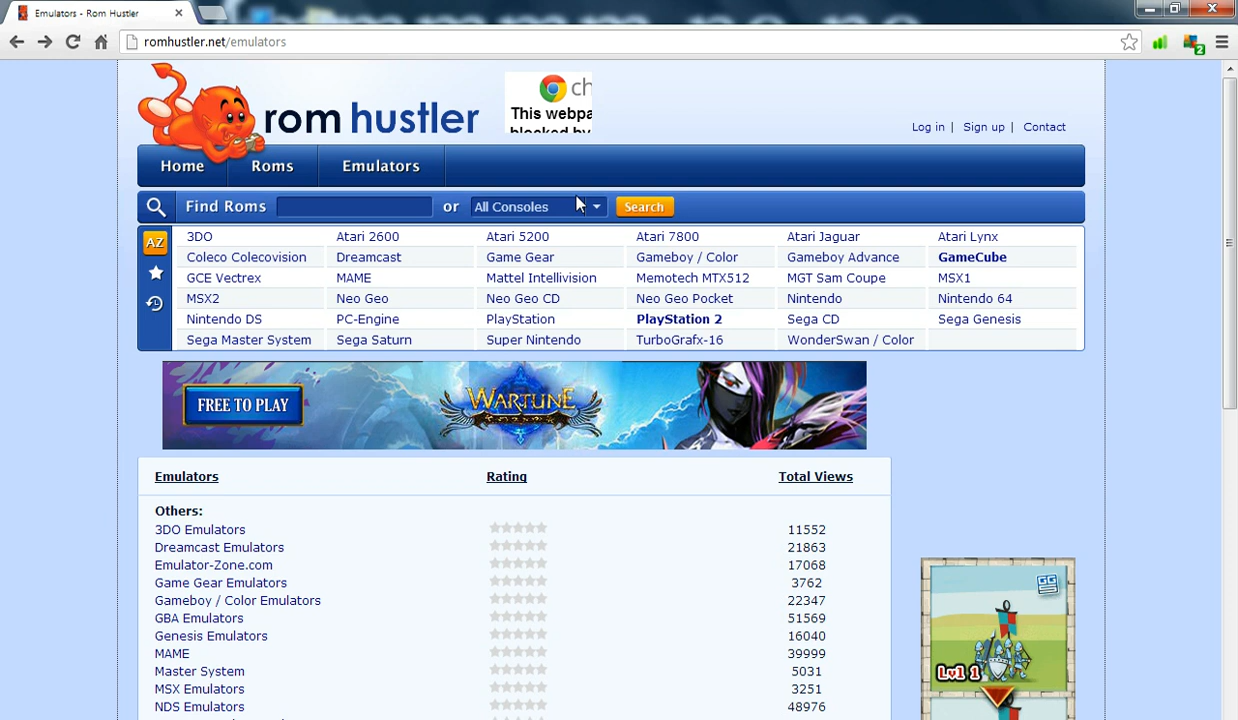 Emulators - Rom Hustler
romhustler.net/emulators
2
rom hustler
ch
This webpa
blocked by
Log in | Sign up | Contact
Home Roms Emulators
Find Roms or All Consoles Search
AZ
3DO Atari 2600 Atari 5200 Atari 7800 Atari Jaguar Atari Lynx
Coleco Colecovision Dreamcast Game Gear Gameboy / Color Gameboy Advance GameCube
GCE Vectrex MAME Mattel Intellivision Memotech MTX512 MGT Sam Coupe MSX1
MSX2 Neo Geo Neo Geo CD Neo Geo Pocket Nintendo Nintendo 64
Nintendo DS PC-Engine PlayStation PlayStation 2 Sega CD Sega Genesis
Sega Master System Sega Saturn Super Nintendo TurboGrafx-16 WonderSwan / Color
FREE TO PLAY WARTUNE
Emulators Rating Total Views
Others:
3DO Emulators 11552
Dreamcast Emulators 21863
Emulator-Zone.com 17068
Game Gear Emulators 3762
Gameboy / Color Emulators 22347
GBA Emulators 51569
Genesis Emulators 16040
MAME 39999
Master System 5031
MSX Emulators 3251
NDS Emulators 48976
GG
Lvl 1